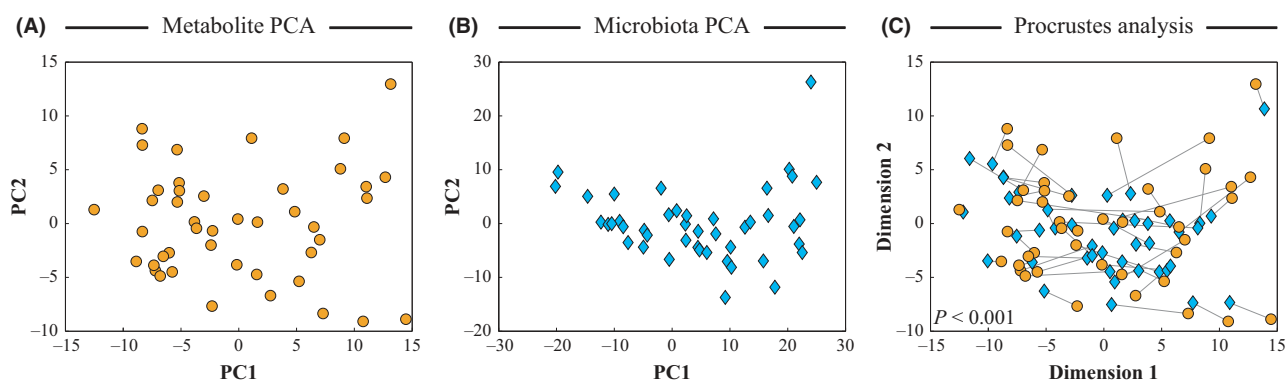 (A) Metabolite PCA
15
10
5
0
−5
−10
−15 −10 −5 0 5 10 15
PC2
PC1
(B) Microbiota PCA
30
20
10
0
−10
−20
−30 −20 −10 0 10 20 30
PC2
PC1
(C) Procrustes analysis
15
10
5
0
−5
−10
−15 −10 −5 0 5 10 15
Dimension 2
P < 0.001
Dimension 1